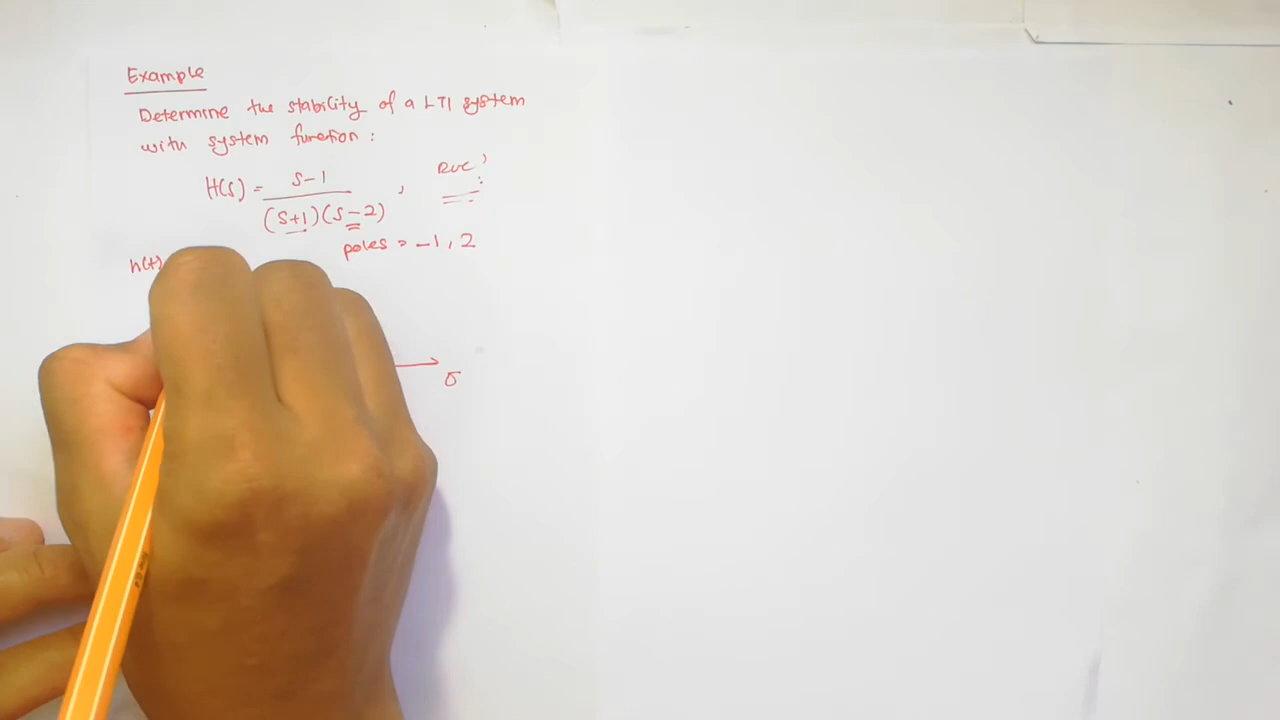 Example
Determine the stability of a LTI system
with system function :
H(s) = s-1 / (s+1)(s-2) , ROC ?
poles = -1, 2
h(t)
σ